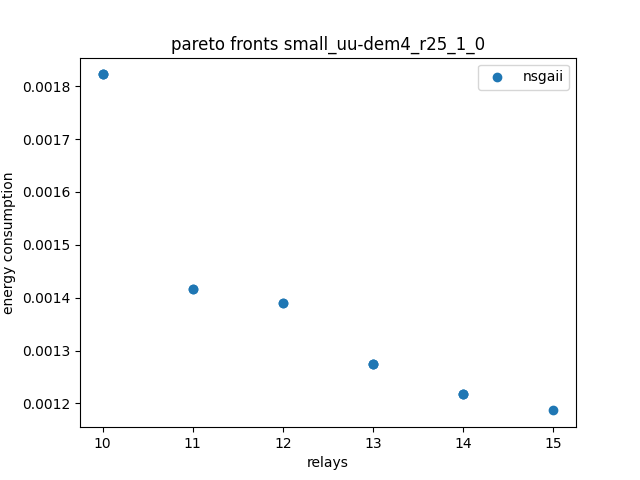 pareto fronts small_uu-dem4_r25_1_0
nsgaii
0.0018
0.0017
0.0016
0.0015
0.0014
0.0013
0.0012
energy consumption
10 11 12 13 14 15
relays